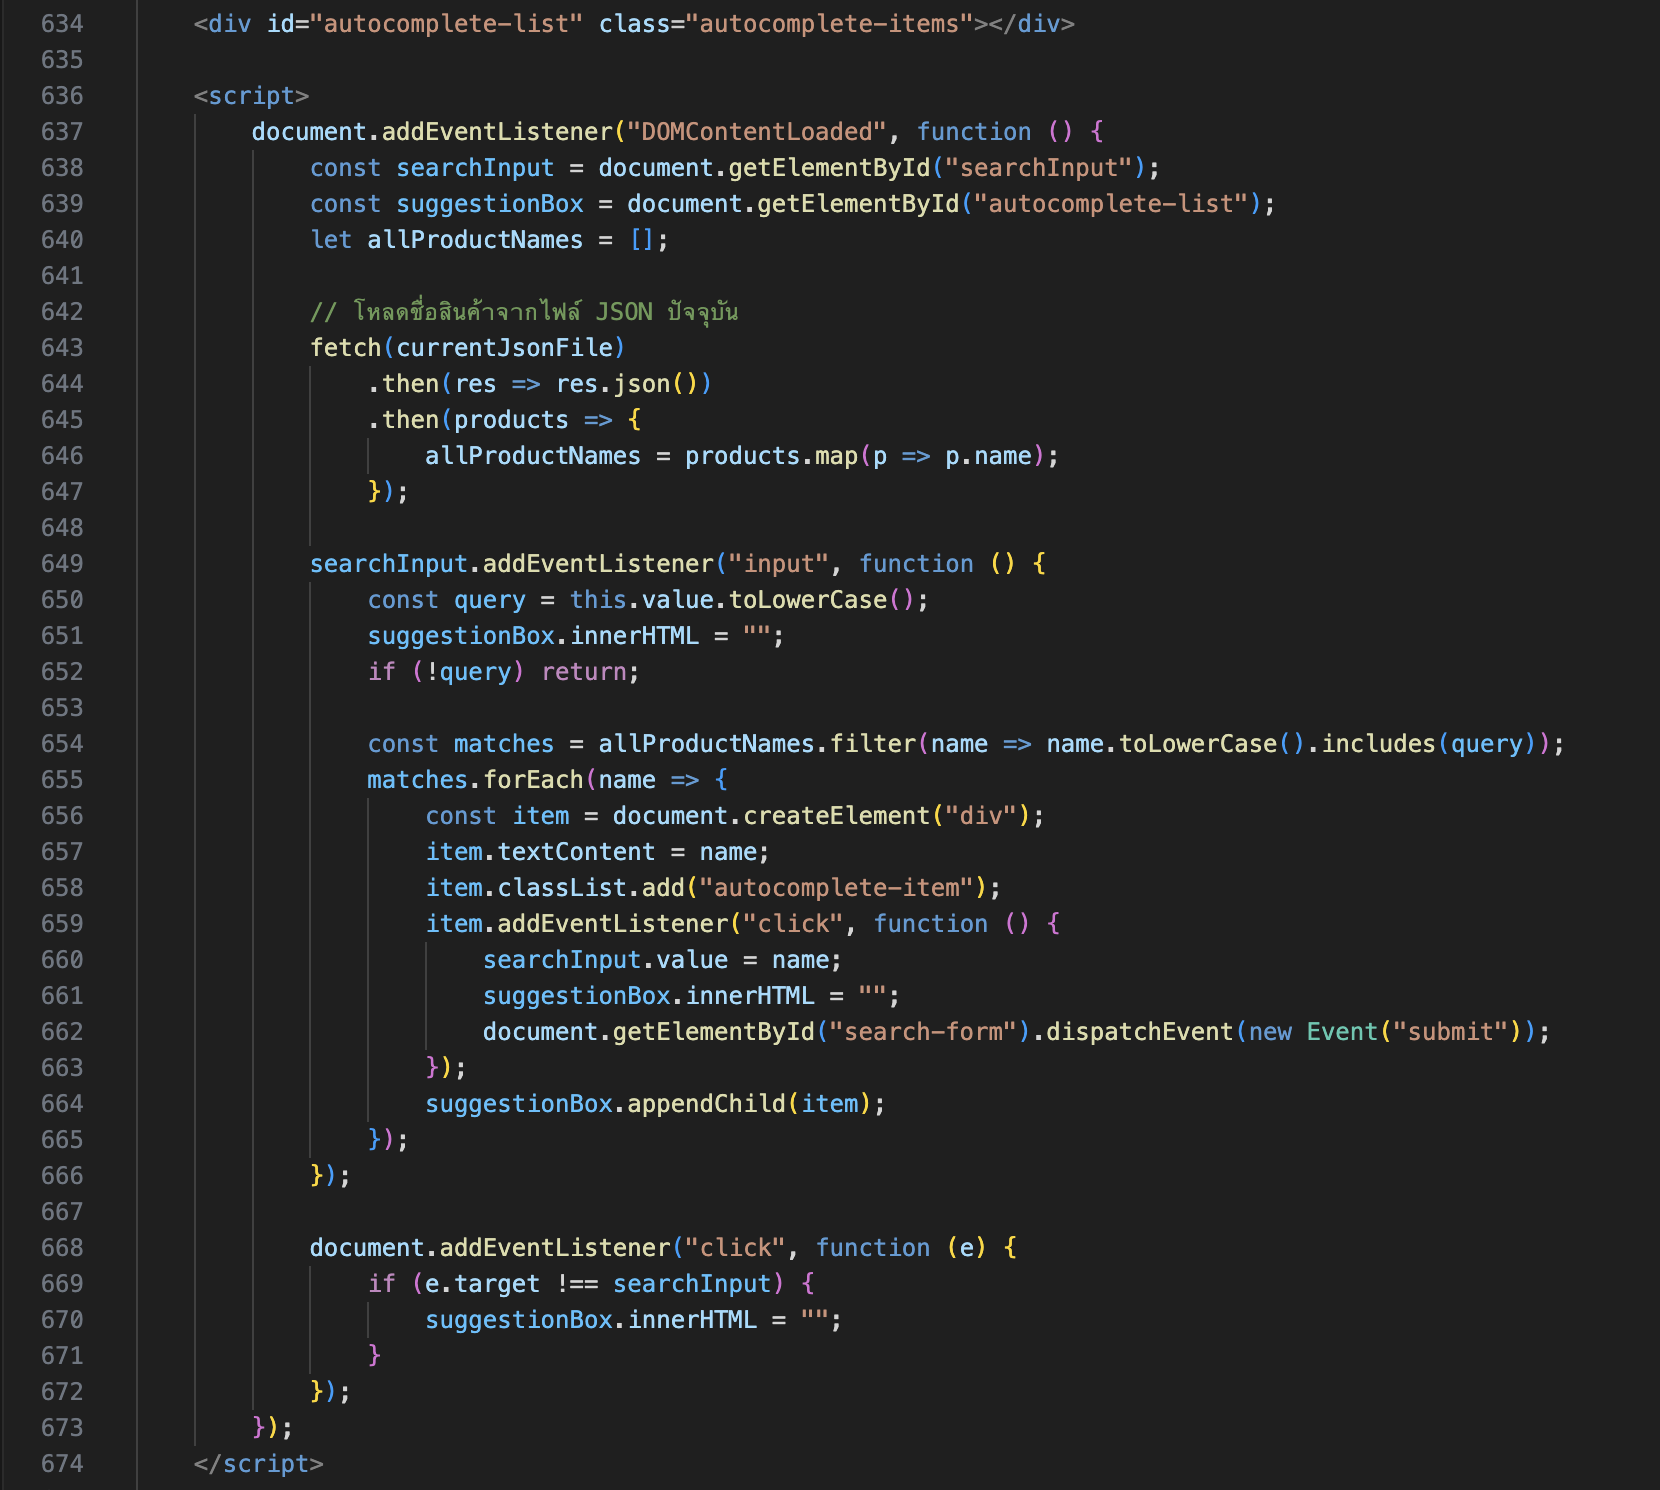 634 <div id="autocomplete-list" class="autocomplete-items"></div>
635
636 <script>
637 document.addEventListener("DOMContentLoaded", function () {
638 const searchInput = document.getElementById("searchInput");
639 const suggestionBox = document.getElementById("autocomplete-list");
640 let allProductNames = [];
641
642 // โหลดชื่อสินค้าจากไฟล์ JSON ปัจจุบัน
643 fetch(currentJsonFile)
644 .then(res => res.json())
645 .then(products => {
646 allProductNames = products.map(p => p.name);
647 });
648
649 searchInput.addEventListener("input", function () {
650 const query = this.value.toLowerCase();
651 suggestionBox.innerHTML = "";
652 if (!query) return;
653
654 const matches = allProductNames.filter(name => name.toLowerCase().includes(query));
655 matches.forEach(name => {
656 const item = document.createElement("div");
657 item.textContent = name;
658 item.classList.add("autocomplete-item");
659 item.addEventListener("click", function () {
660 searchInput.value = name;
661 suggestionBox.innerHTML = "";
662 document.getElementById("search-form").dispatchEvent(new Event("submit"));
663 });
664 suggestionBox.appendChild(item);
665 });
666 });
667
668 document.addEventListener("click", function (e) {
669 if (e.target !== searchInput) {
670 suggestionBox.innerHTML = "";
671 }
672 });
673 });
674 </script>